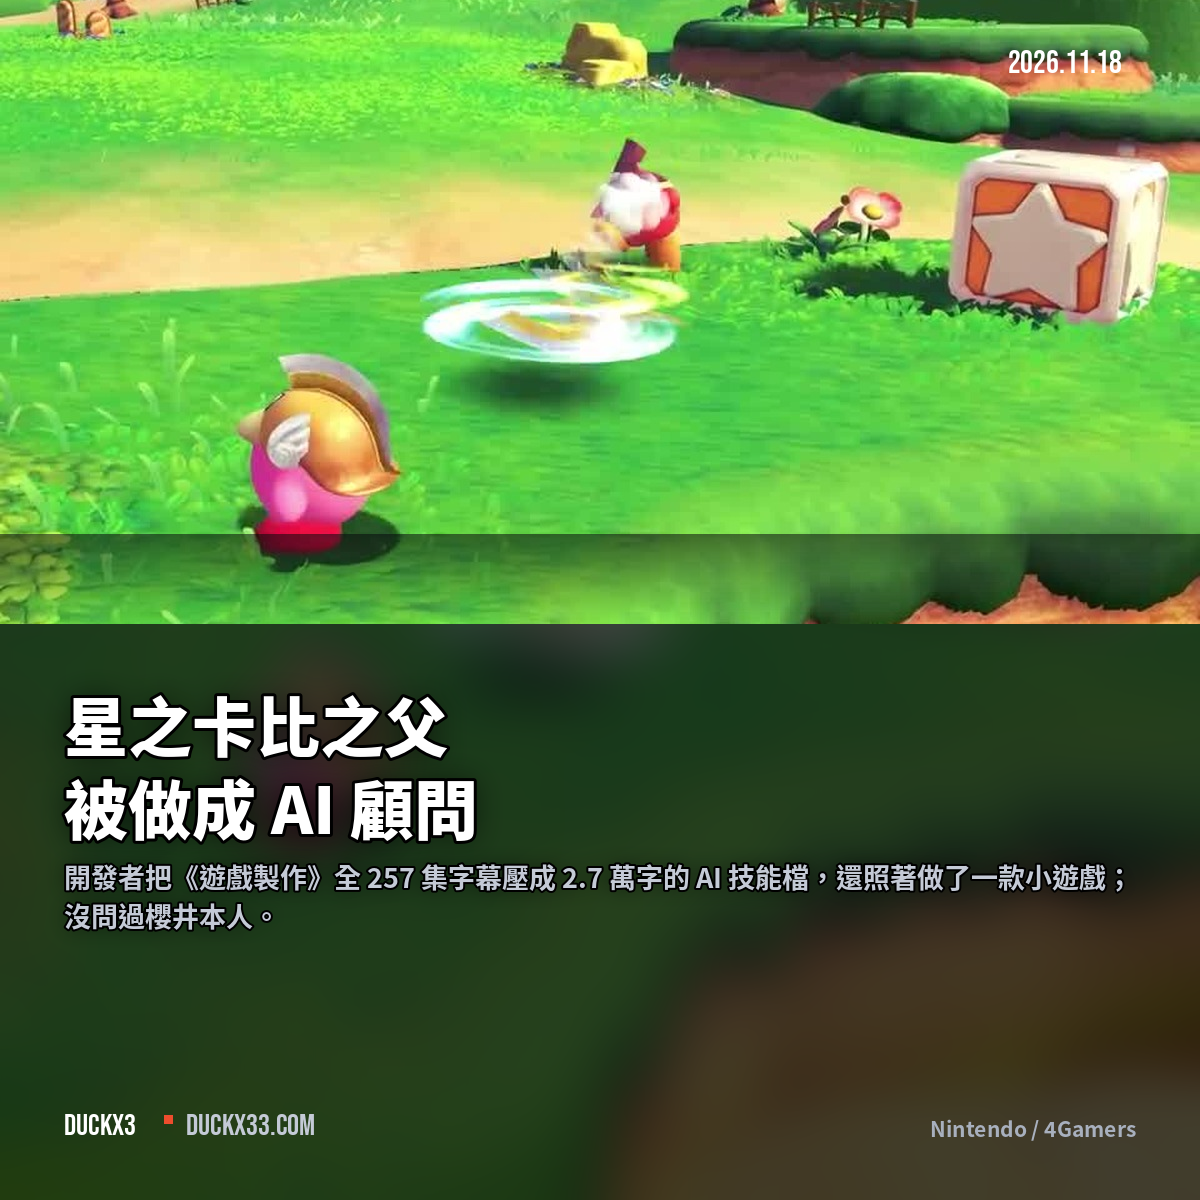 2026.11.18
星之卡比之父
被做成 AI 顧問
開發者把《遊戲製作》全 257 集字幕壓成 2.7 萬字的 AI 技能檔，還照著做了一款小遊戲；
沒問過櫻井本人。
DUCKX3 DUCKX33.COM
Nintendo / 4Gamers